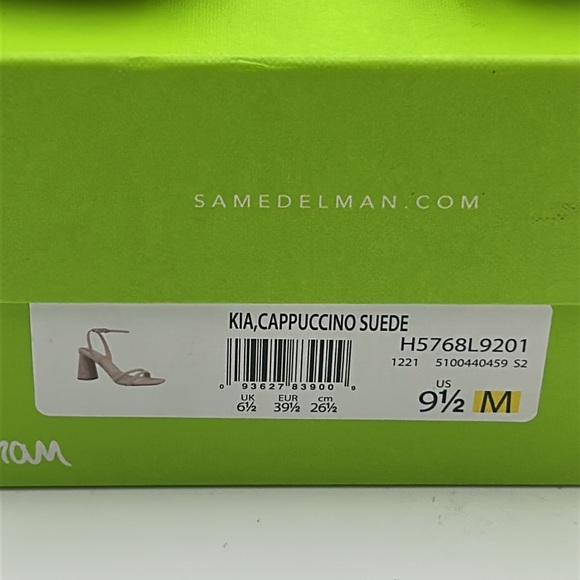 SAMEDELMAN.COM
KIA,CAPPUCCINO SUEDE
H5768L9201
1221 5100440459 S2
0 93627 83900 9
UK EUR cm
6½ 39½ 26½
US
9½ M